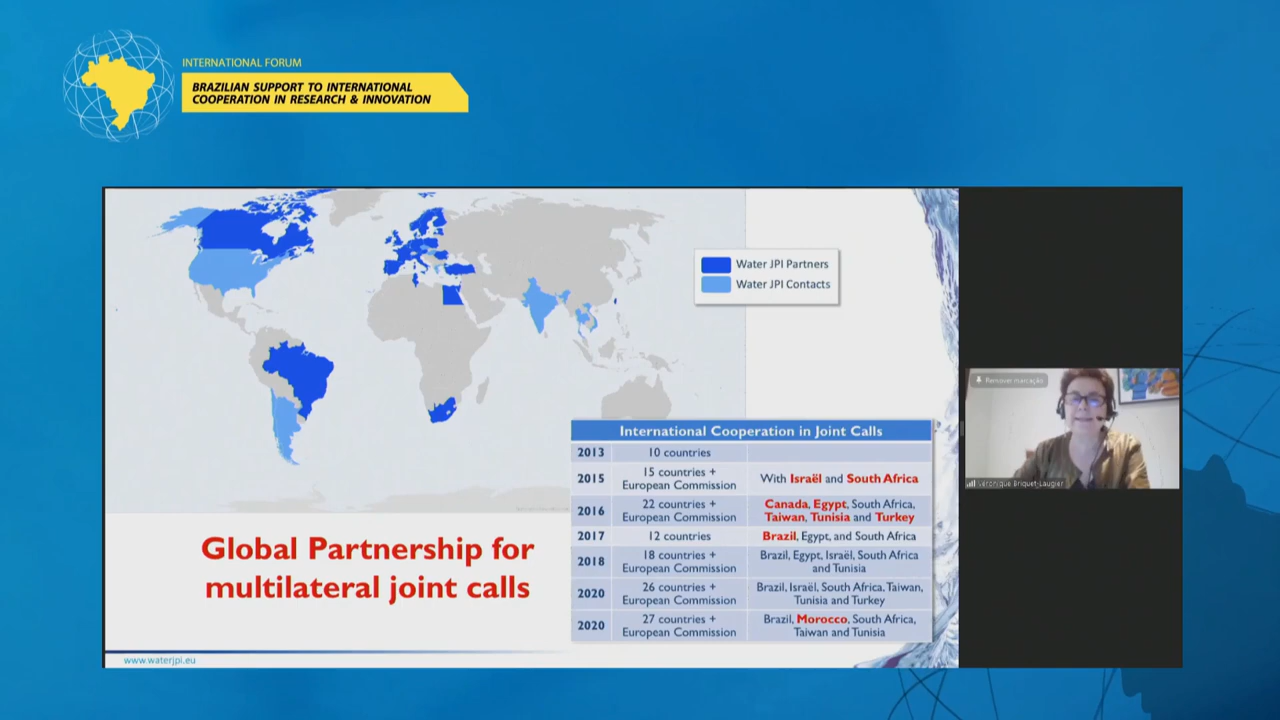 INTERNATIONAL FORUM
BRAZILIAN SUPPORT TO INTERNATIONAL
COOPERATION IN RESEARCH & INNOVATION
Water JPI Partners
Water JPI Contacts
Remover marcação
Véronique Briquet-Laugier
International Cooperation in Joint Calls
2013 10 countries
2015 15 countries + European Commission With Israël and South Africa
2016 22 countries + European Commission Canada, Egypt, South Africa, Taiwan, Tunisia and Turkey
2017 12 countries Brazil, Egypt, and South Africa
2018 18 countries + European Commission Brazil, Egypt, Israël, South Africa and Tunisia
2020 26 countries + European Commission Brazil, Israël, South Africa, Taiwan, Tunisia and Turkey
2020 27 countries + European Commission Brazil, Morocco, South Africa, Taiwan and Tunisia
Global Partnership for
multilateral joint calls
www.waterjpi.eu